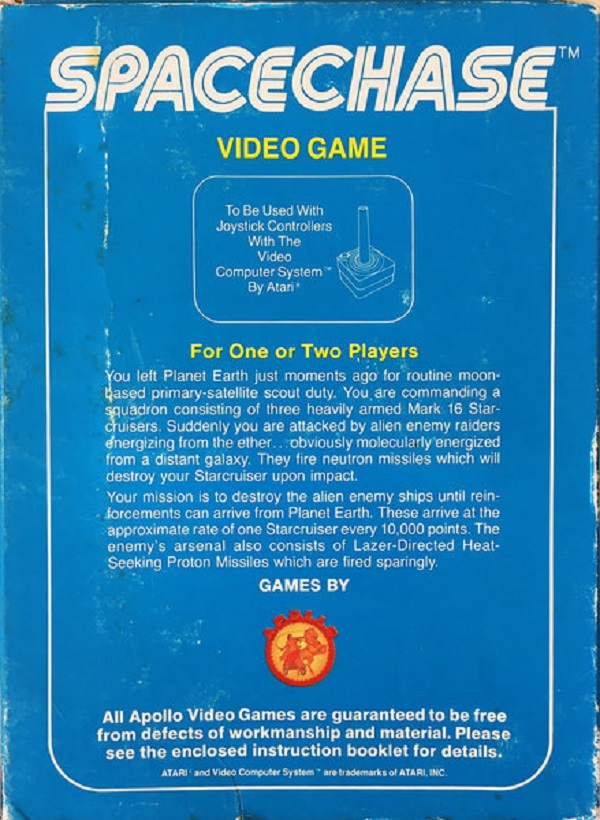 SPACECHASE™
VIDEO GAME
To Be Used With
Joystick Controllers
With The
Video
Computer System™
By Atari®
For One or Two Players
You left Planet Earth just moments ago for routine moon-
based primary-satellite scout duty. You are commanding a
squadron consisting of three heavily armed Mark 16 Star-
cruisers. Suddenly you are attacked by alien enemy raiders
energizing from the ether...obviously molecularly energized
from a distant galaxy. They fire neutron missiles which will
destroy your Starcruiser upon impact.
Your mission is to destroy the alien enemy ships until rein-
forcements can arrive from Planet Earth. These arrive at the
approximate rate of one Starcruiser every 10,000 points. The
enemy's arsenal also consists of Lazer-Directed Heat-
Seeking Proton Missiles which are fired sparingly.
GAMES BY
APOLLO
All Apollo Video Games are guaranteed to be free
from defects of workmanship and material. Please
see the enclosed instruction booklet for details.
ATARI® and Video Computer System™ are trademarks of ATARI, INC.